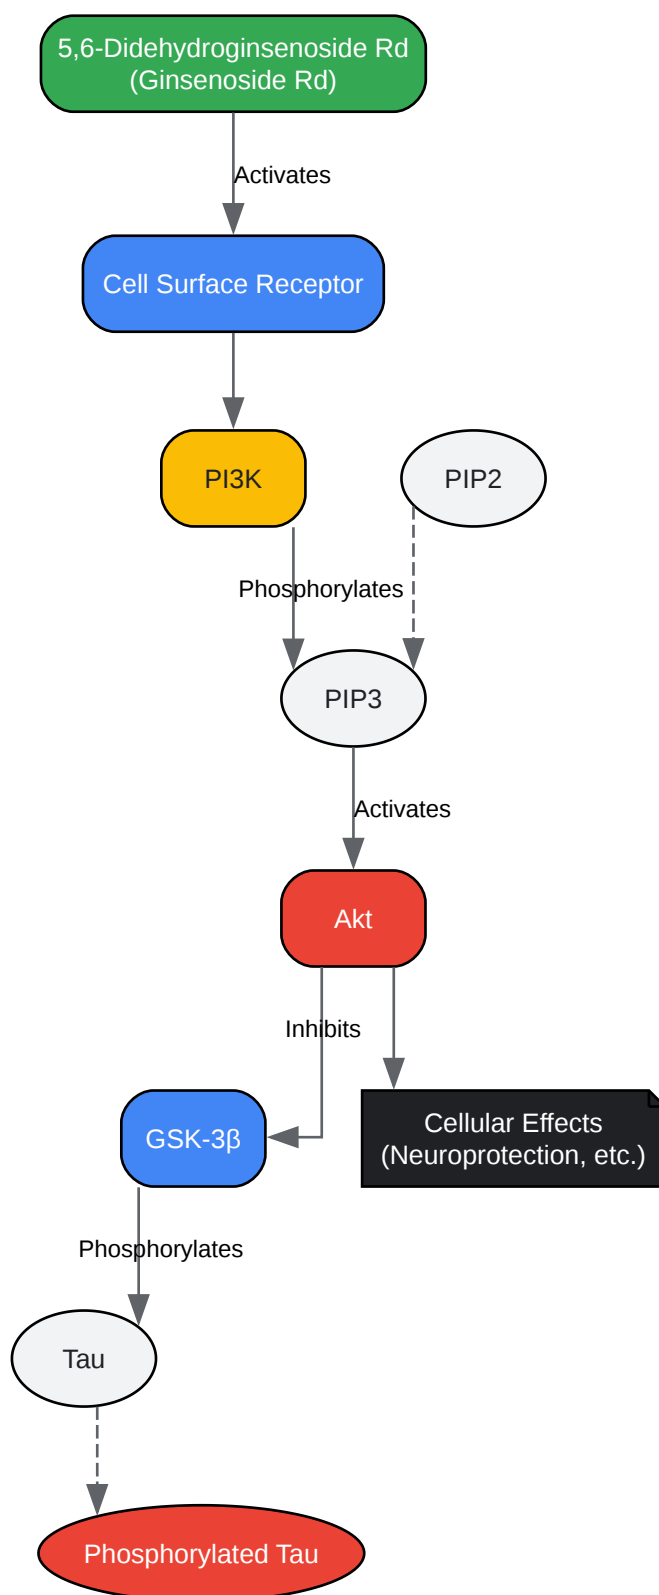 5,6-Didehydroginsenoside Rd
(Ginsenoside Rd)
Activates
Cell Surface Receptor
PI3K
PIP2
Phosphorylates
PIP3
Activates
Akt
Inhibits
GSK-3β
Cellular Effects
(Neuroprotection, etc.)
Phosphorylates
Tau
Phosphorylated Tau